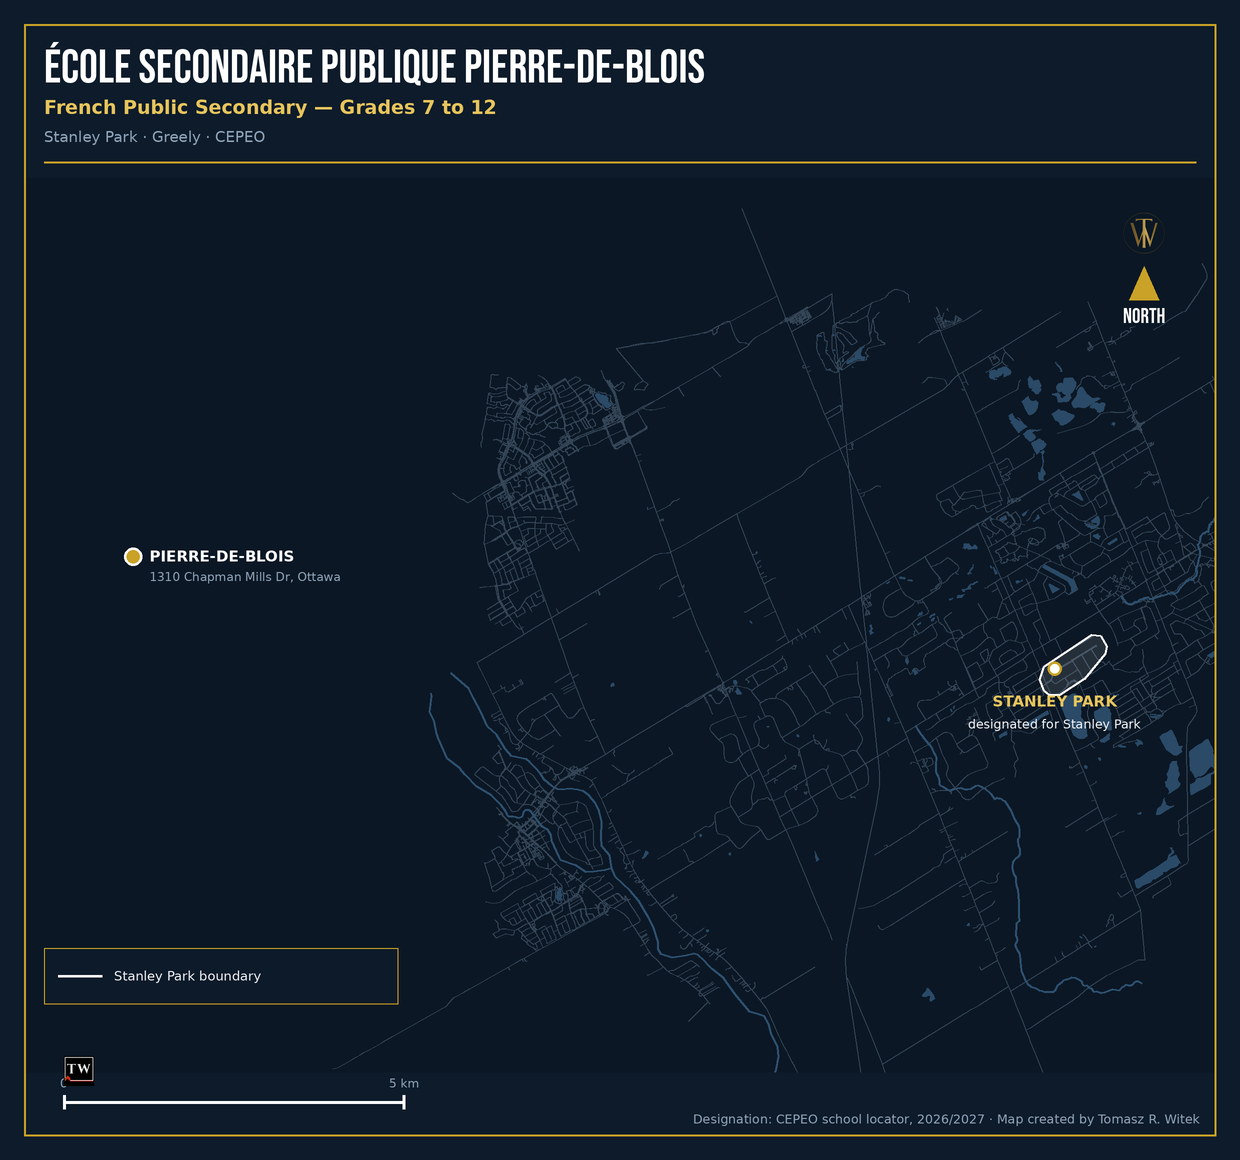 ÉCOLE SECONDAIRE PUBLIQUE PIERRE-DE-BLOIS
French Public Secondary — Grades 7 to 12
Stanley Park · Greely · CEPEO
TW
NORTH
PIERRE-DE-BLOIS
1310 Chapman Mills Dr, Ottawa
STANLEY PARK
designated for Stanley Park
Stanley Park boundary
TW
0
5 km
Designation: CEPEO school locator, 2026/2027 · Map created by Tomasz R. Witek